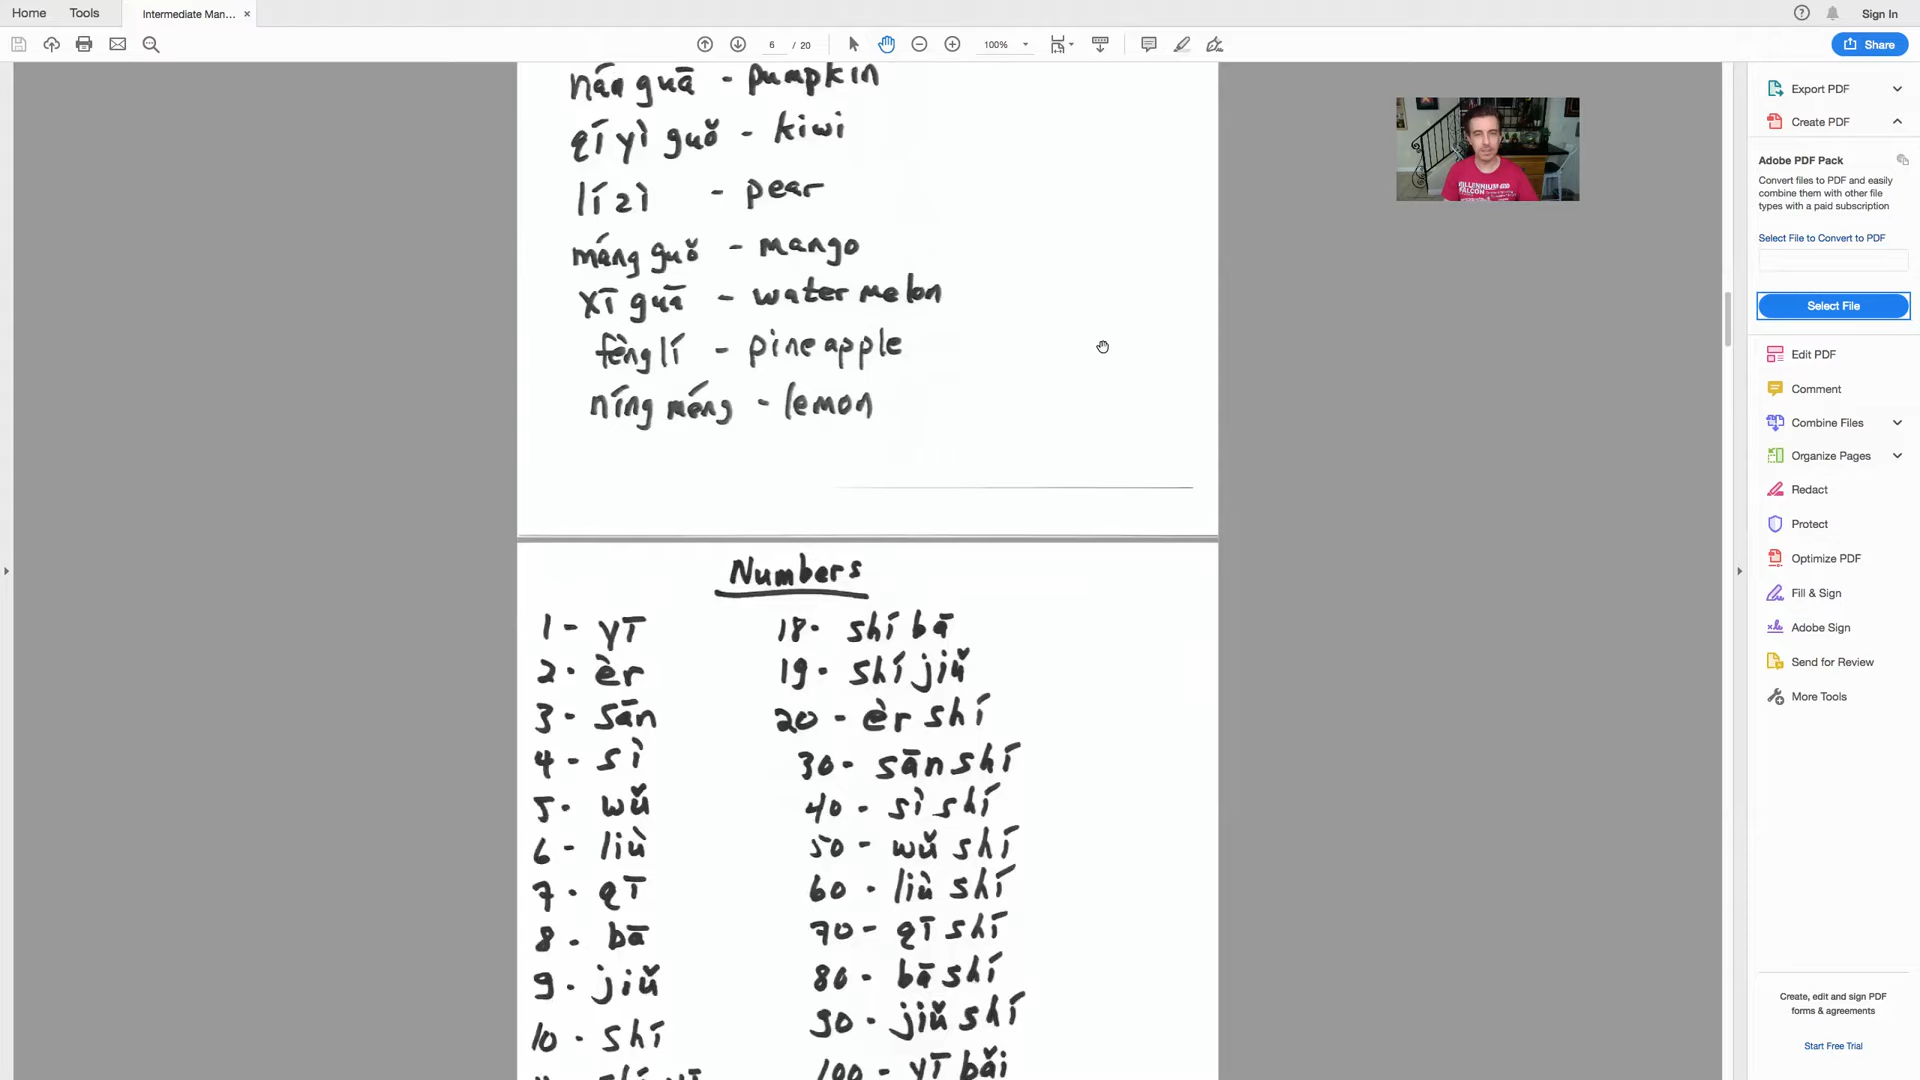 Home Tools Intermediate Man... × Sign In
6 / 20 100% Share
nán guā - pumpkin
qí yì guǒ - kiwi
lí zì - pear
máng guǒ - mango
xī guā - watermelon
fèng lí - pineapple
níng méng - lemon
Numbers
1 - yī
2 - èr
3 - sān
4 - sì
5 - wǔ
6 - liù
7 - qī
8 - bā
9 - jiǔ
10 - shí
18 - shí bā
19 - shí jiǔ
20 - èr shí
30 - sān shí
40 - sì shí
50 - wǔ shí
60 - liù shí
70 - qī shí
80 - bā shí
90 - jiǔ shí
100 - yī bǎi
MILLENNIUM
FALCON
Export PDF
Create PDF
Adobe PDF Pack
Convert files to PDF and easily
combine them with other file
types with a paid subscription
Select File to Convert to PDF
Select File
Edit PDF
Comment
Combine Files
Organize Pages
Redact
Protect
Optimize PDF
Fill & Sign
Adobe Sign
Send for Review
More Tools
Create, edit and sign PDF
forms & agreements
Start Free Trial